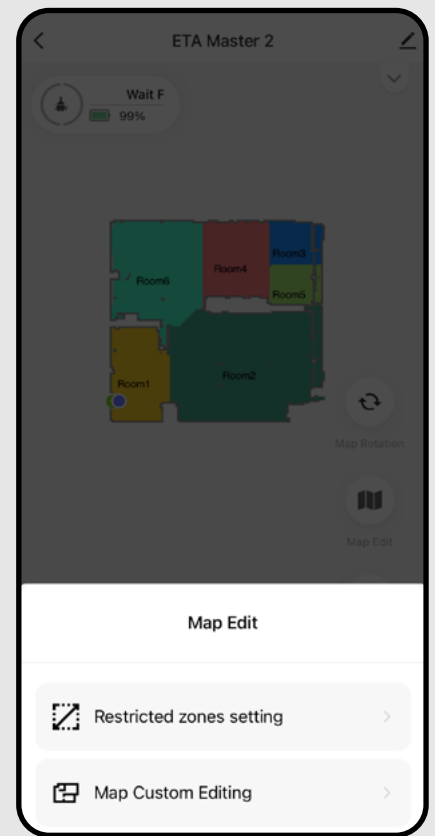 ETA Master 2
Wait F
99%
Room6
Room4
Room3
Room5
Room1
Room2
Map Rotation
Map Edit
Map Edit
Restricted zones setting
Map Custom Editing